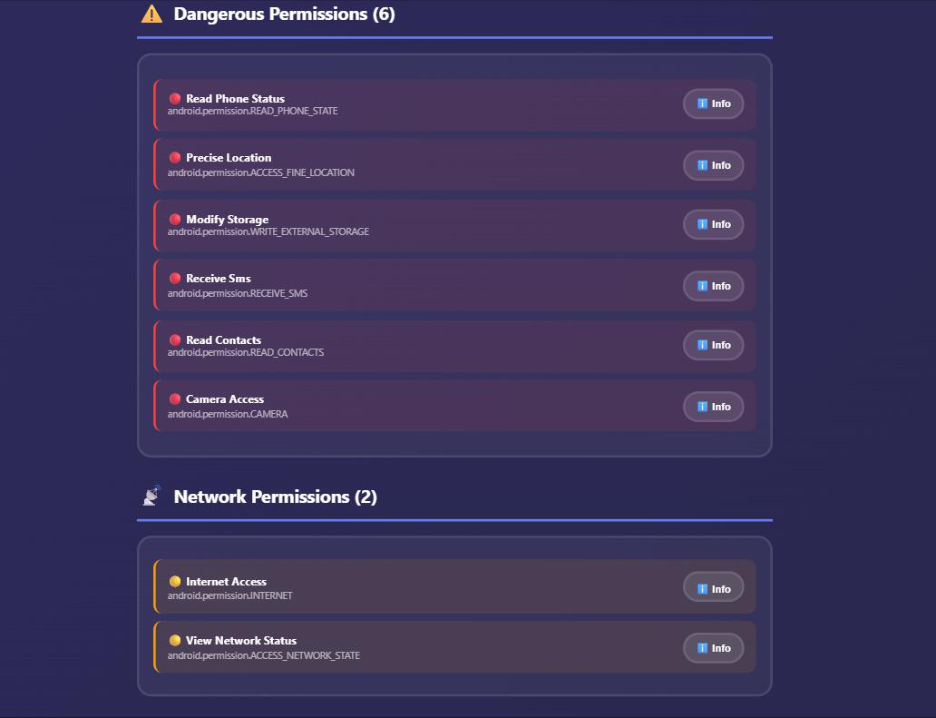 Dangerous Permissions (6)
Read Phone Status
android.permission.READ_PHONE_STATE
Info
Precise Location
android.permission.ACCESS_FINE_LOCATION
Info
Modify Storage
android.permission.WRITE_EXTERNAL_STORAGE
Info
Receive Sms
android.permission.RECEIVE_SMS
Info
Read Contacts
android.permission.READ_CONTACTS
Info
Camera Access
android.permission.CAMERA
Info
Network Permissions (2)
Internet Access
android.permission.INTERNET
Info
View Network Status
android.permission.ACCESS_NETWORK_STATE
Info